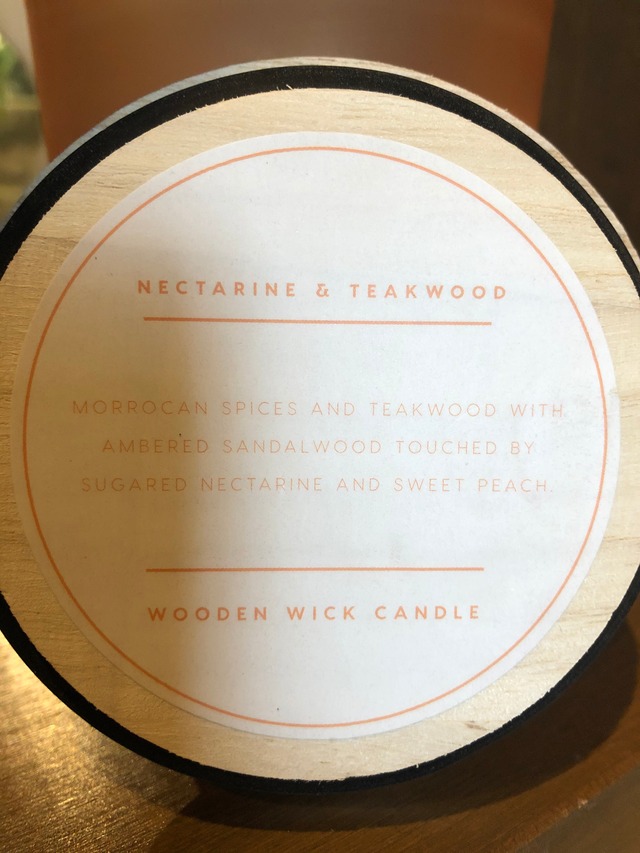 NECTARINE & TEAKWOOD
MORROCAN SPICES AND TEAKWOOD WITH
AMBERED SANDALWOOD TOUCHED BY
SUGARED NECTARINE AND SWEET PEACH.
WOODEN WICK CANDLE